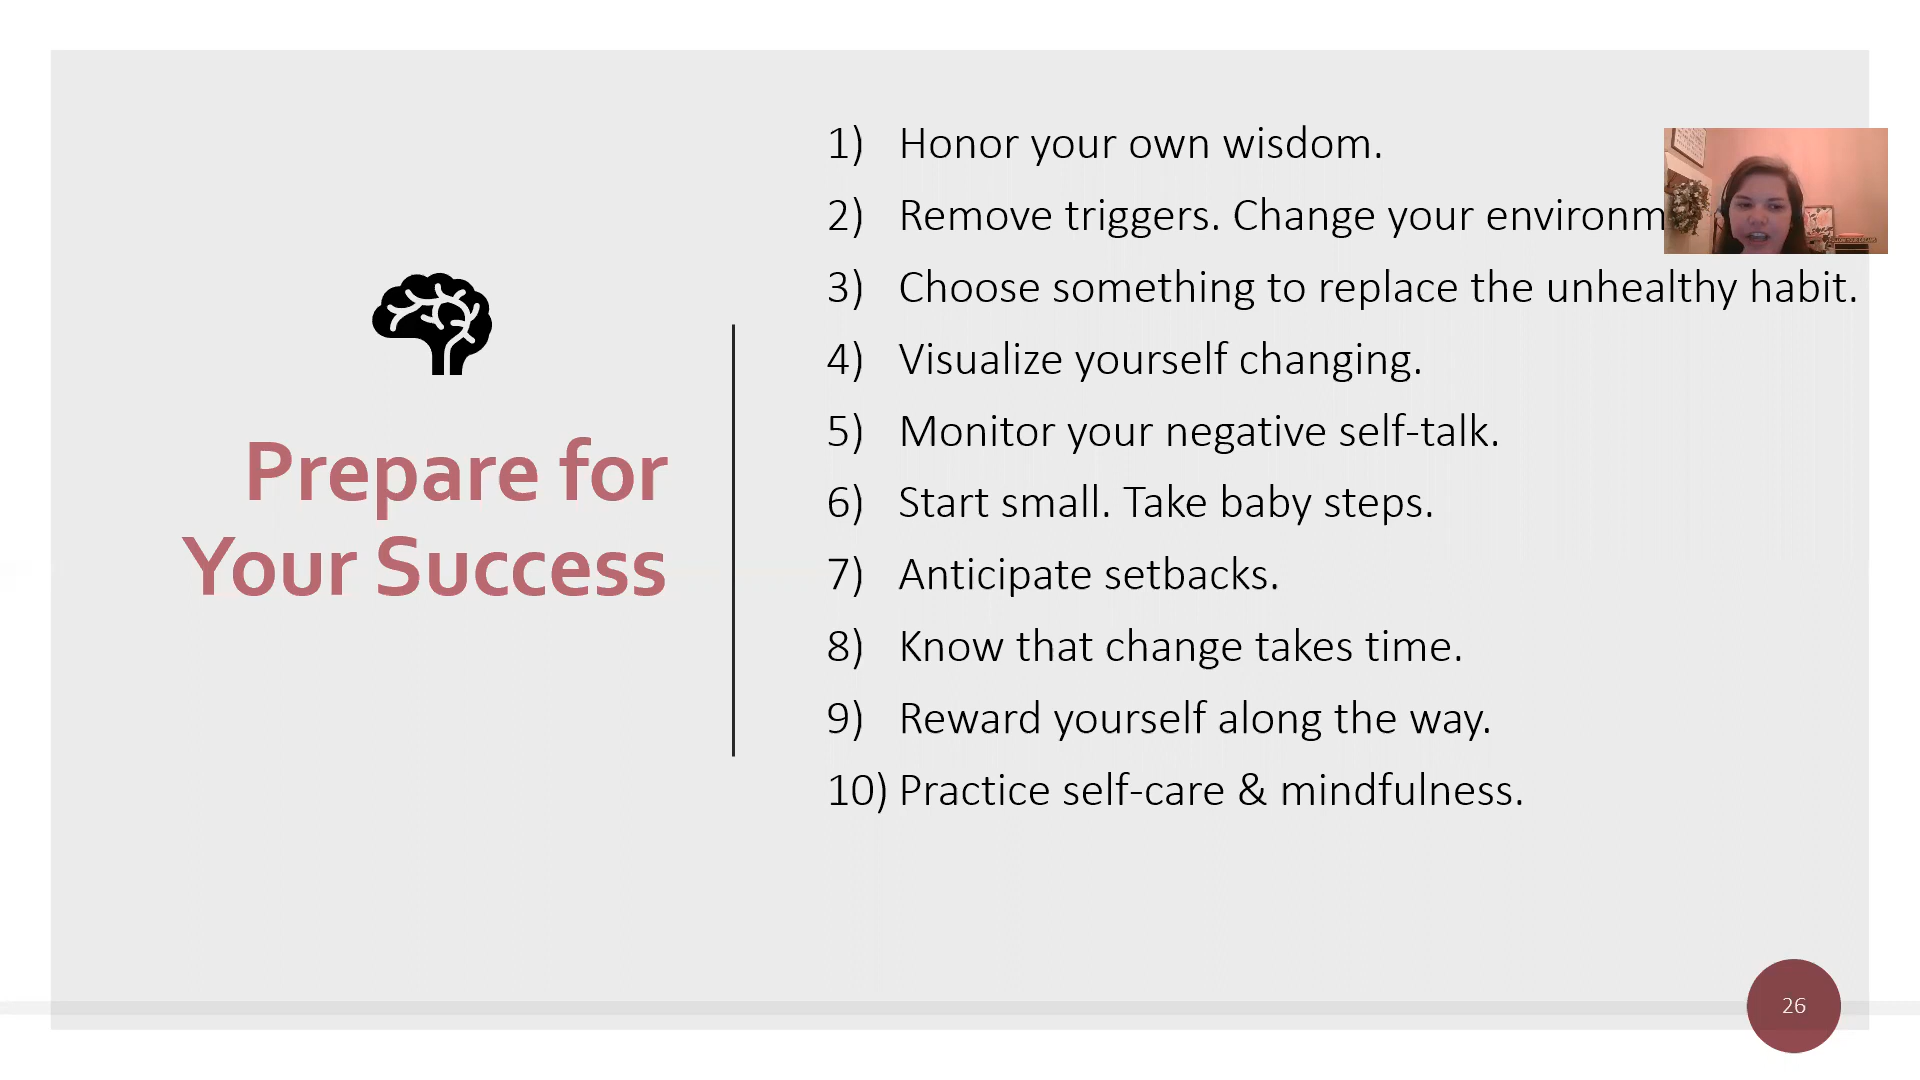 Prepare for
Your Success
1) Honor your own wisdom.
2) Remove triggers. Change your
3) Choose something to replace the unhealthy habit.
4) Visualize yourself changing.
5) Monitor your negative self-talk.
6) Start small. Take baby steps.
7) Anticipate setbacks.
8) Know that change takes time.
9) Reward yourself along the way.
10) Practice self-care & mindfulness.
26